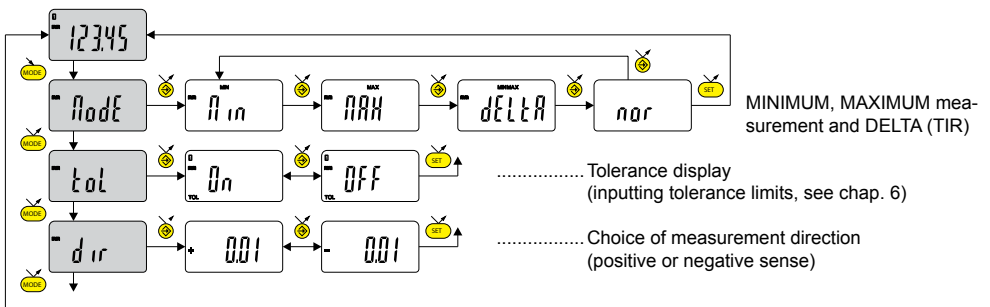 123.45
MODE
ModE
MIN
Min
MAX
MAX
MINMAX
dELtA
nor
SET
MINIMUM, MAXIMUM mea-
surement and DELTA (TIR)
MODE
toL
TOL
On
TOL
OFF
SET
.................. Tolerance display
(inputting tolerance limits, see chap. 6)
MODE
dir
+ 0.01
- 0.01
SET
.................. Choice of measurement direction
(positive or negative sense)
MODE